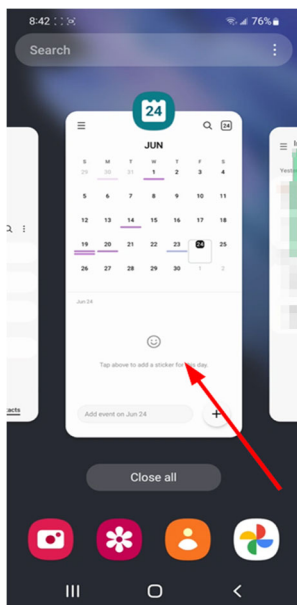 8:42
76%
Search
24
24
JUN
S M T W T F S
29 30 31 1 2 3 4
5 6 7 8 9 10 11
12 13 14 15 16 17 18
19 20 21 22 23 24 25
26 27 28 29 30 1 2
Jun 24
Tap above to add a sticker for this day.
Add event on Jun 24
acts
Close all